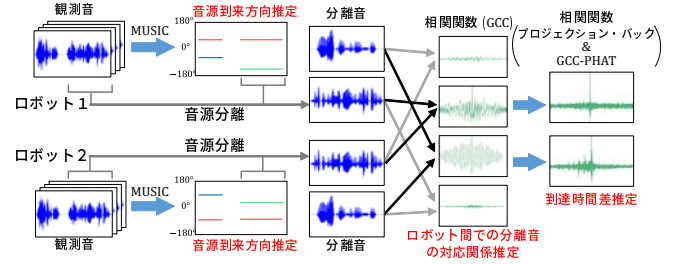 観測音
MUSIC
音源到来方向推定
180°
0°
−180°
分離音
相関関数 (GCC)
相関関数
(プロジェクション・バック
&
GCC-PHAT)
ロボット1
音源分離
音源分離
ロボット2
MUSIC
180°
0°
−180°
観測音
音源到来方向推定
分離音
ロボット間での分離音
の対応関係推定
到達時間差推定